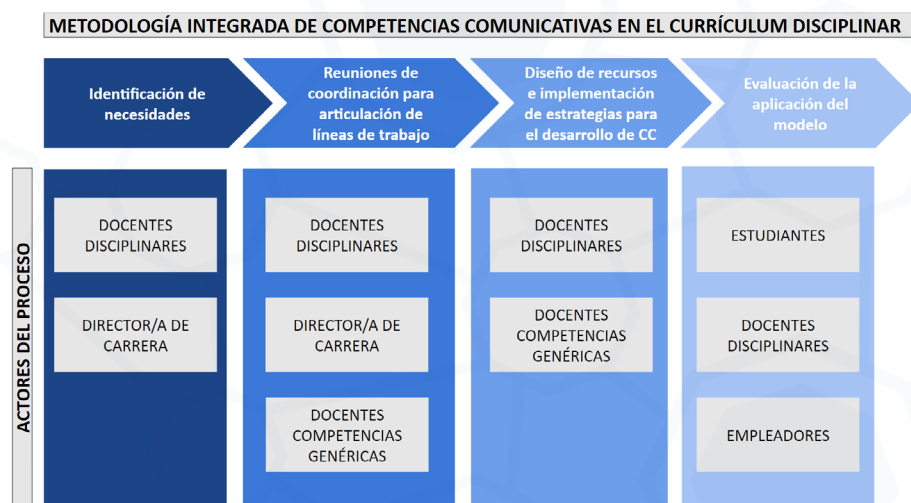 METODOLOGÍA INTEGRADA DE COMPETENCIAS COMUNICATIVAS EN EL CURRÍCULUM DISCIPLINAR
Identificación de
necesidades
Reuniones de
coordinación para
articulación de
líneas de trabajo
Diseño de recursos
e implementación
de estrategias para
el desarrollo de CC
Evaluación de la
aplicación del
modelo
ACTORES DEL PROCESO
DOCENTES
DISCIPLINARES
DIRECTOR/A DE
CARRERA
DOCENTES
DISCIPLINARES
DIRECTOR/A DE
CARRERA
DOCENTES
COMPETENCIAS
GENÉRICAS
DOCENTES
DISCIPLINARES
DOCENTES
COMPETENCIAS
GENÉRICAS
ESTUDIANTES
DOCENTES
DISCIPLINARES
EMPLEADORES